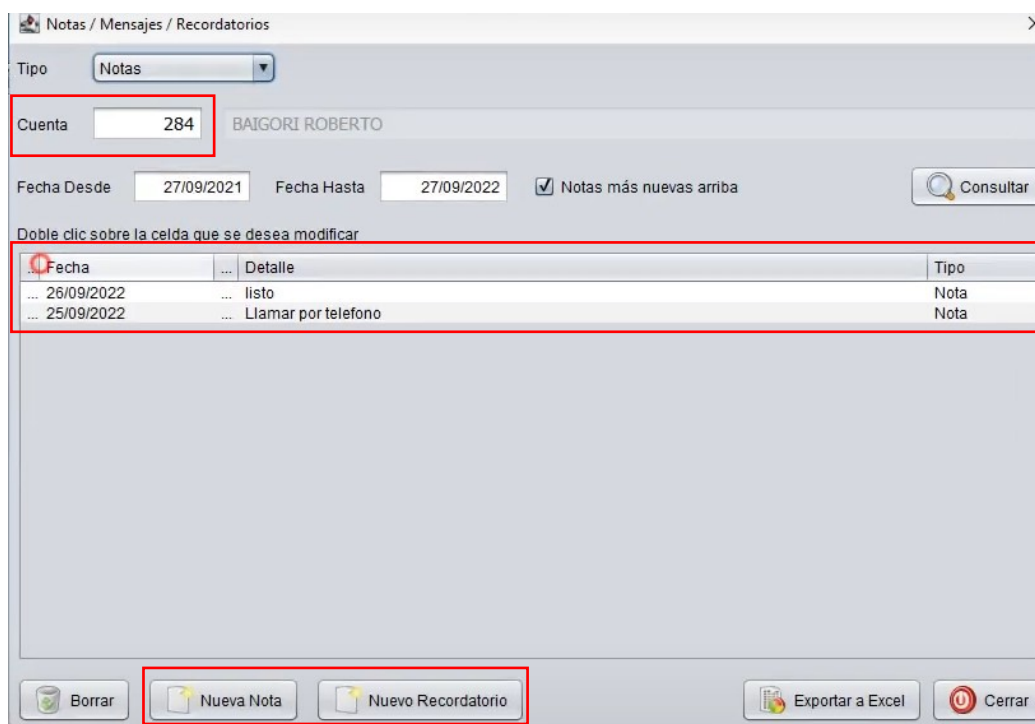 Notas / Mensajes / Recordatorios
Tipo Notas
Cuenta 284 BAIGORI ROBERTO
Fecha Desde 27/09/2021 Fecha Hasta 27/09/2022 Notas más nuevas arriba Consultar
Doble clic sobre la celda que se desea modificar
... Fecha ... Detalle Tipo
... 26/09/2022 ... listo Nota
... 25/09/2022 ... Llamar por telefono Nota
Borrar Nueva Nota Nuevo Recordatorio Exportar a Excel Cerrar